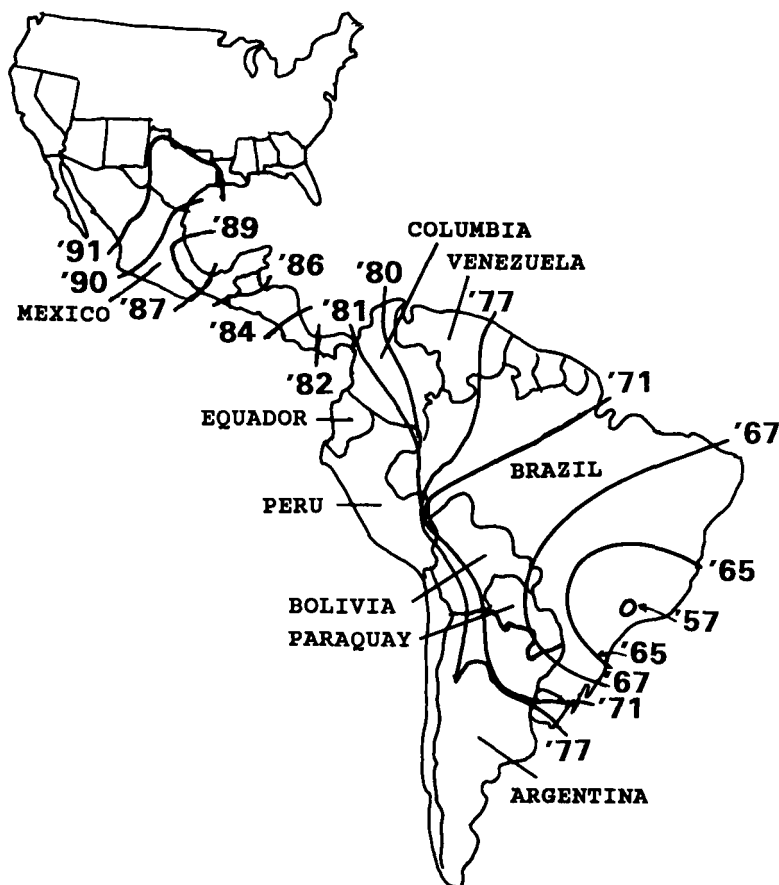 '89
'91
'90
MEXICO
'87
'86
'84
'82
'81
'80
COLUMBIA
VENEZUELA
'77
'71
'67
EQUADOR
BRAZIL
PERU
'65
BOLIVIA
'57
PARAQUAY
'65
'67
'71
'77
ARGENTINA